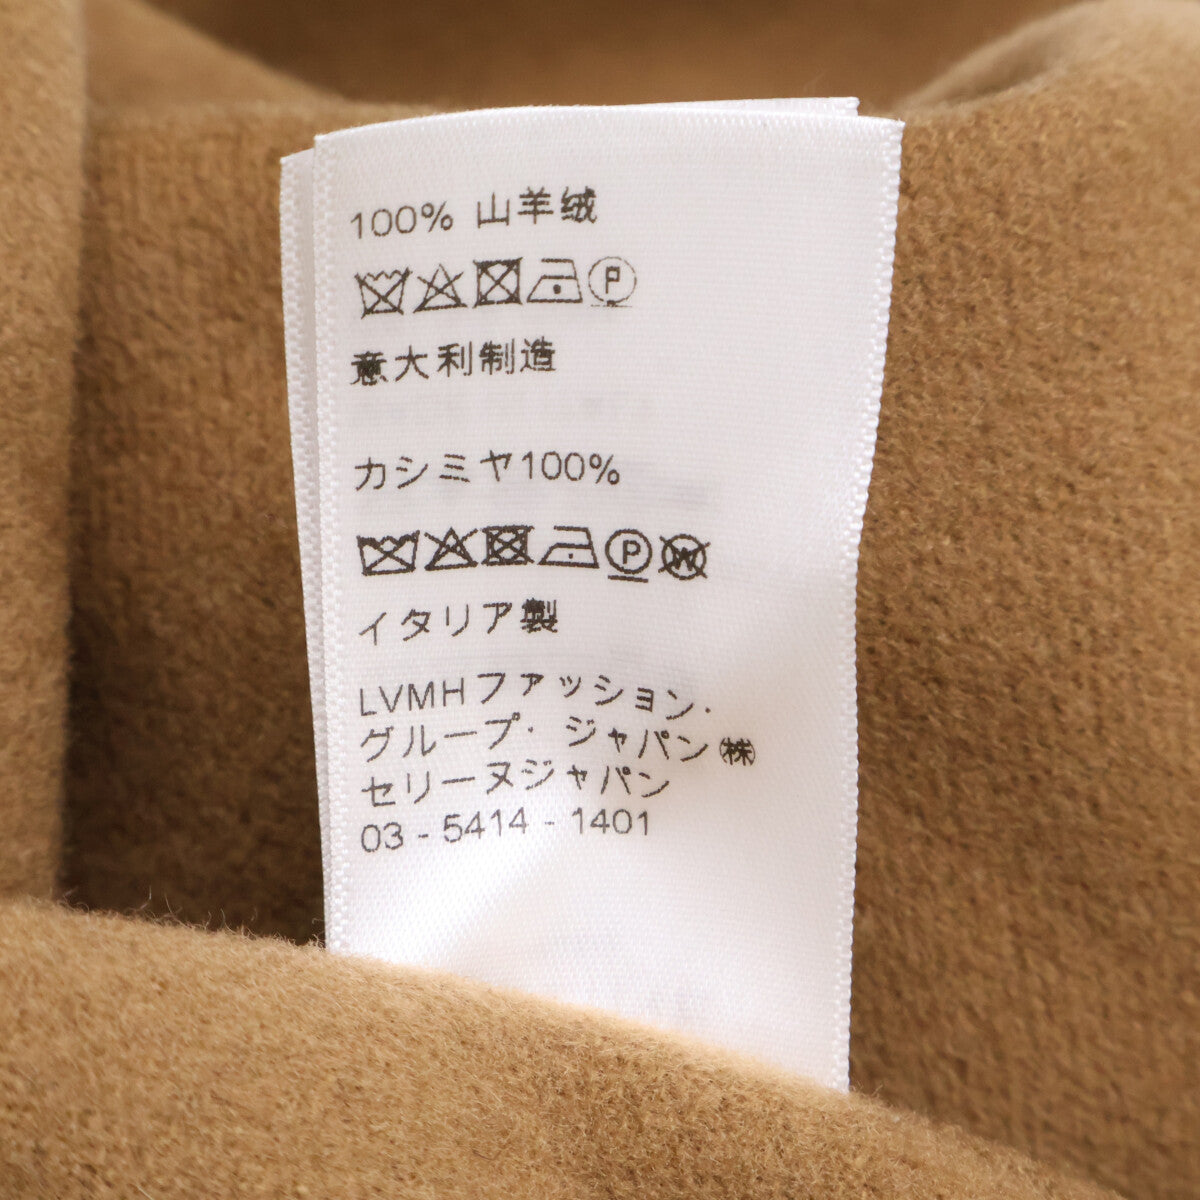 100% 山羊绒
P
意大利制造
カシミヤ100%
P W
イタリア製
LVMHファッション・
グループ・ジャパン㈱
セリーヌジャパン
03 - 5414 - 1401